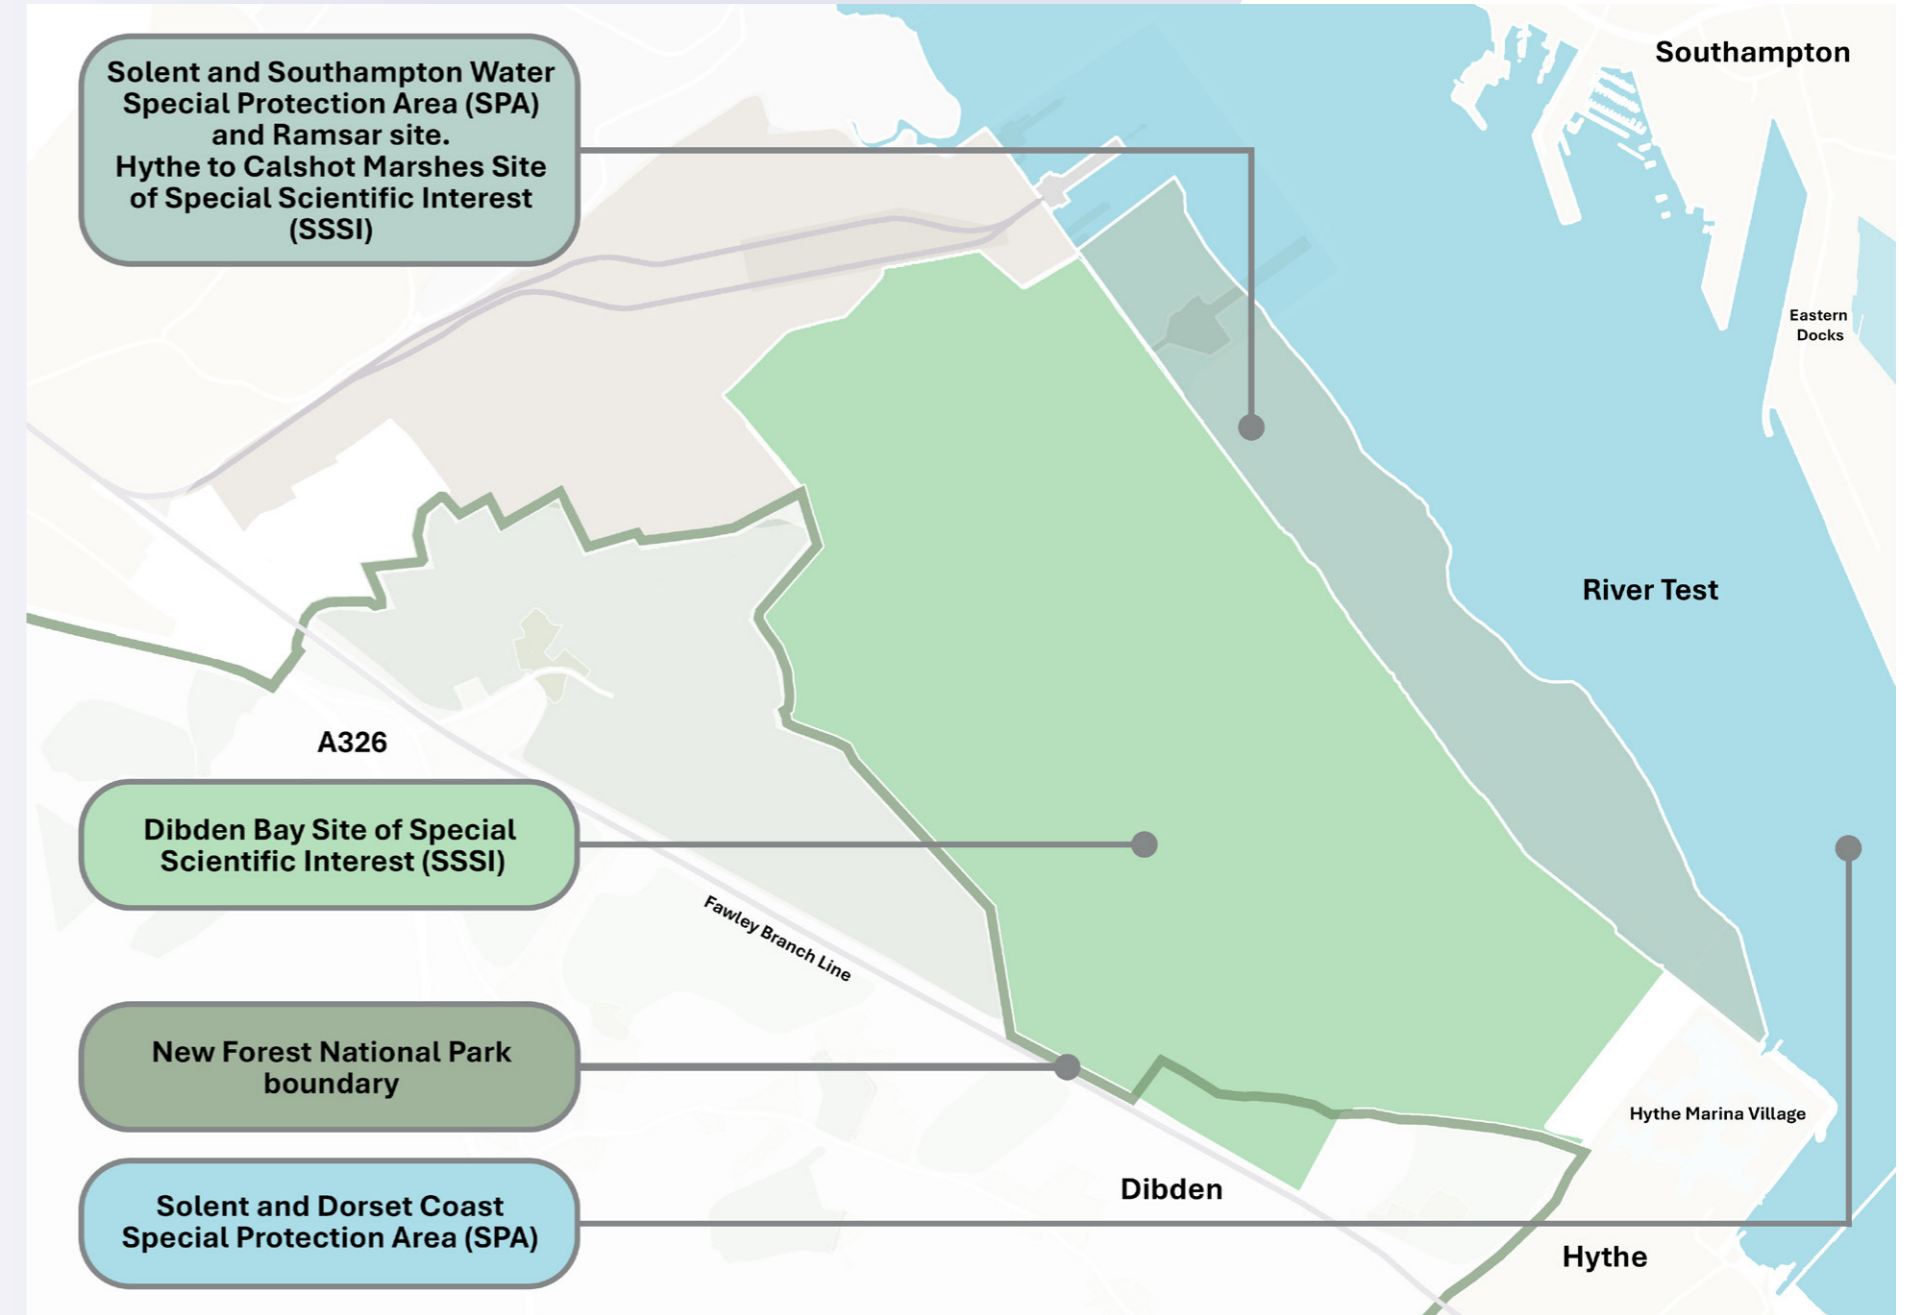 Solent and Southampton Water
Special Protection Area (SPA)
and Ramsar site.
Hythe to Calshot Marshes Site
of Special Scientific Interest
(SSSI)
Southampton
Eastern
Docks
River Test
A326
Dibden Bay Site of Special
Scientific Interest (SSSI)
Fawley Branch Line
New Forest National Park
boundary
Hythe Marina Village
Dibden
Solent and Dorset Coast
Special Protection Area (SPA)
Hythe